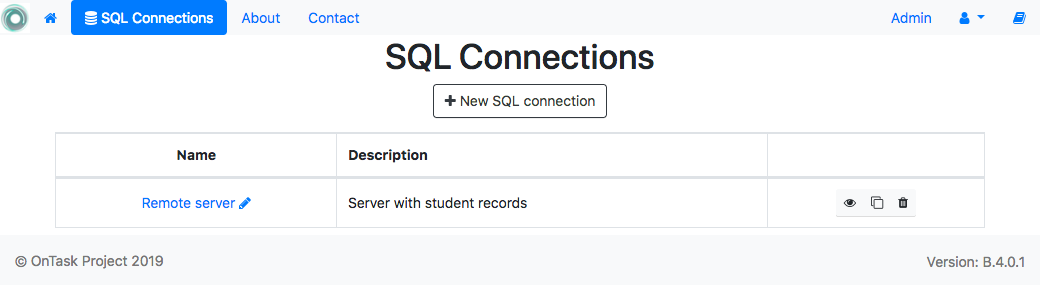 SQL Connections About Contact Admin
SQL Connections
New SQL connection
Name Description
Remote server Server with student records
© OnTask Project 2019 Version: B.4.0.1